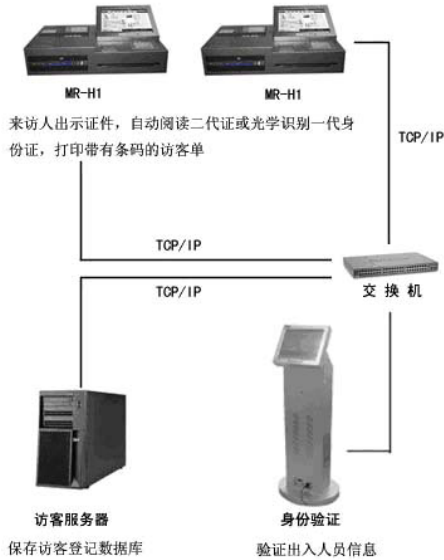 MR-H1
MR-H1
来访人出示证件，自动阅读二代证或光学识别一代身
份证，打印带有条码的访客单
TCP/IP
TCP/IP
TCP/IP
交换机
访客服务器
保存访客登记数据库
身份验证
验证出入人员信息